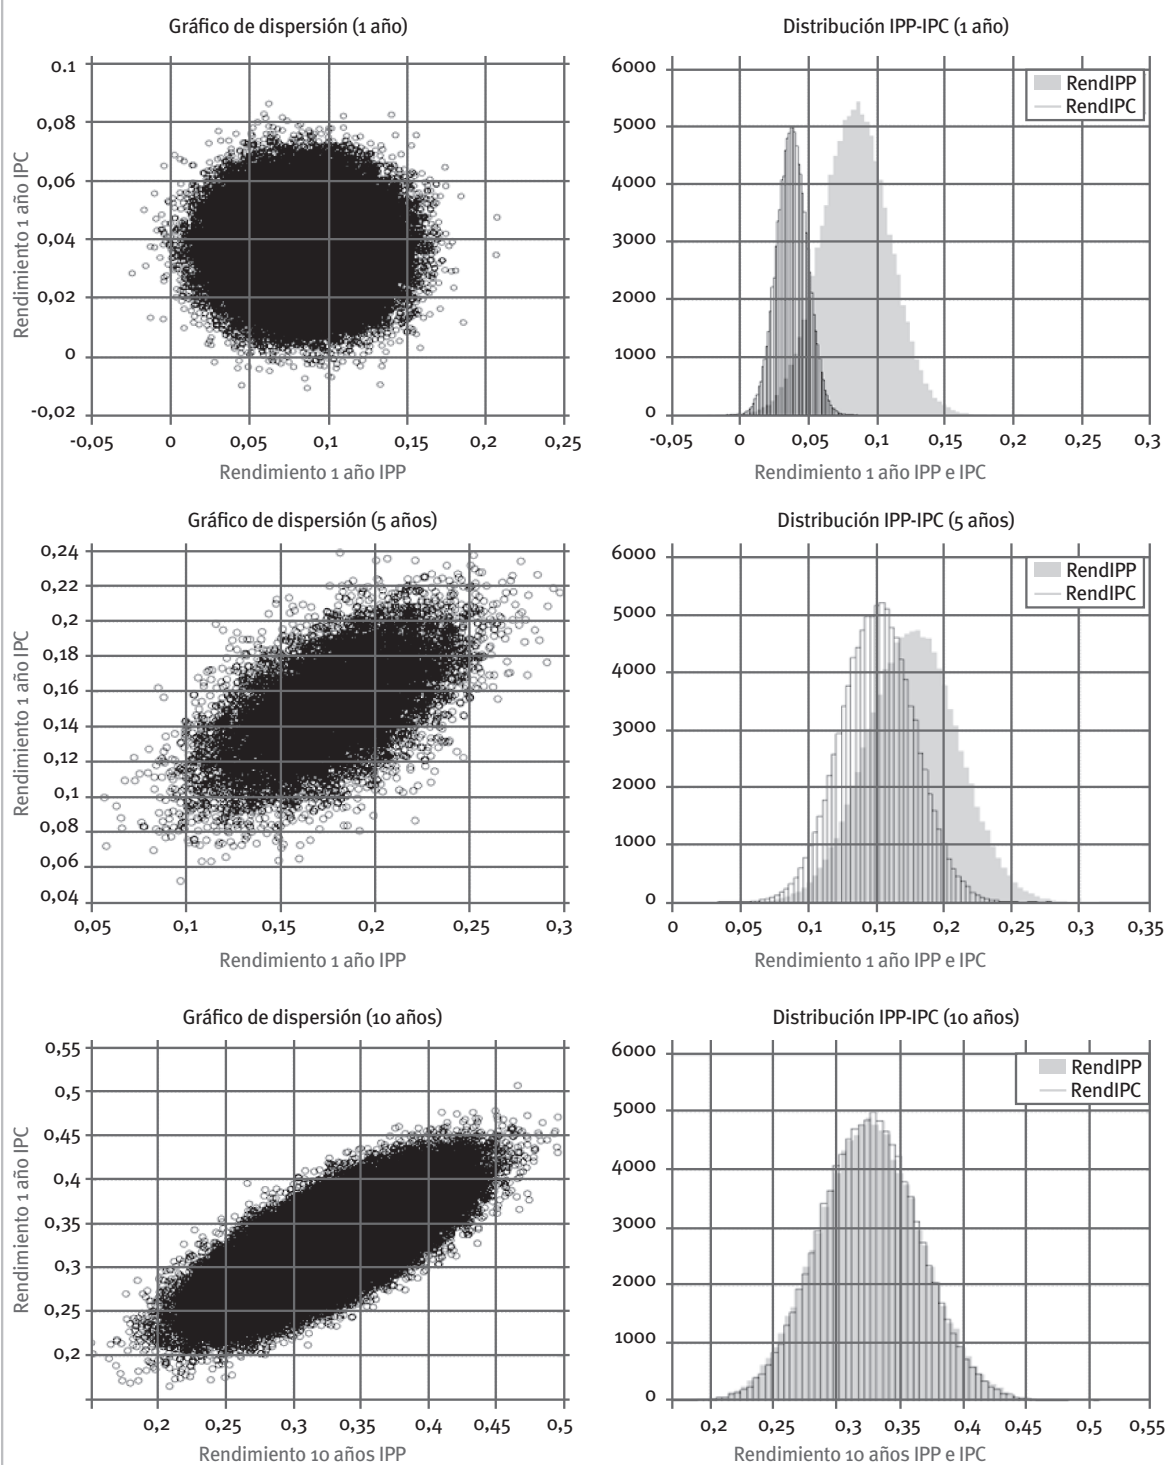 Gráfico de dispersión (1 año)
0.1
0,08
0,06
0,04
0,02
0
-0,02
Rendimiento 1 año IPC
-0,05 0 0,05 0,1 0,15 0,2 0,25
Rendimiento 1 año IPP
Distribución IPP-IPC (1 año)
6000
5000
4000
3000
2000
1000
0
RendIPP
RendIPC
-0,05 0 0,05 0,1 0,15 0,2 0,25 0,3
Rendimiento 1 año IPP e IPC
Gráfico de dispersión (5 años)
0,24
0,22
0,2
0,18
0,16
0,14
0,12
0,1
0,08
0,06
0,04
Rendimiento 1 año IPC
0,05 0,1 0,15 0,2 0,25 0,3
Rendimiento 1 año IPP
Distribución IPP-IPC (5 años)
6000
5000
4000
3000
2000
1000
0
RendIPP
RendIPC
0 0,05 0,1 0,15 0,2 0,25 0,3 0,35
Rendimiento 1 año IPP e IPC
Gráfico de dispersión (10 años)
0,55
0,5
0,45
0,4
0,35
0,3
0,25
0,2
Rendimiento 1 año IPC
0,2 0,25 0,3 0,35 0,4 0,45 0,5
Rendimiento 10 años IPP
Distribución IPP-IPC (10 años)
6000
5000
4000
3000
2000
1000
0
RendIPP
RendIPC
0,2 0,25 0,3 0,35 0,4 0,45 0,5 0,55
Rendimiento 10 años IPP e IPC